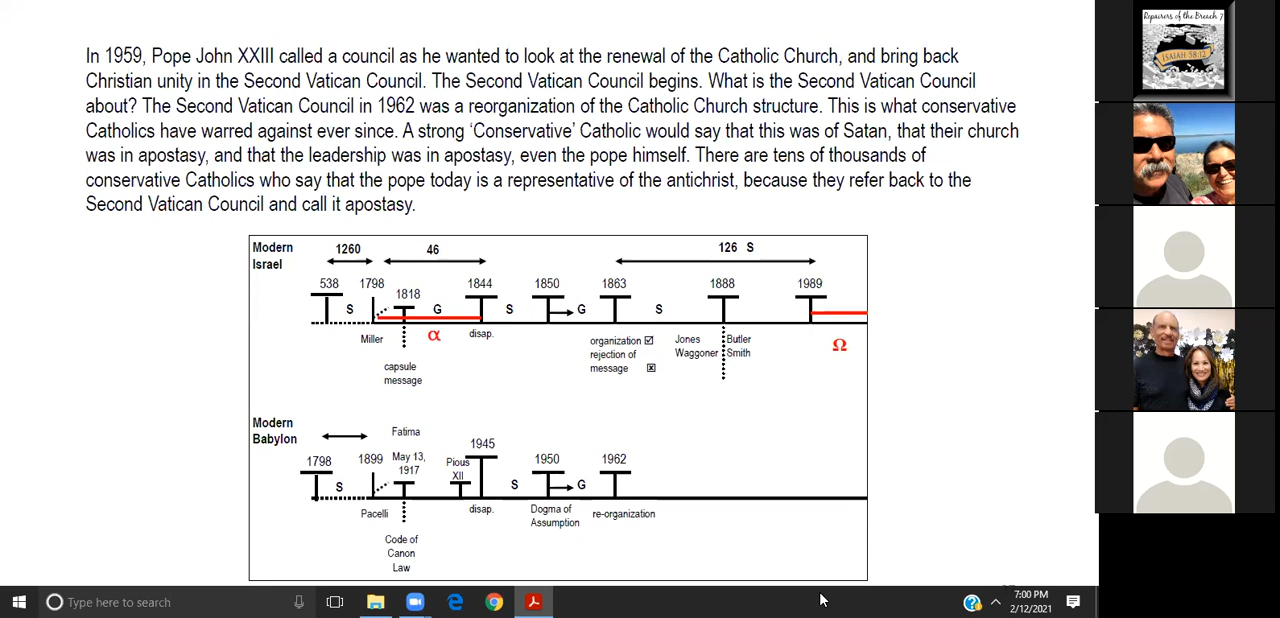 In 1959, Pope John XXIII called a council as he wanted to look at the renewal of the Catholic Church, and bring back
Christian unity in the Second Vatican Council. The Second Vatican Council begins. What is the Second Vatican Council
about? The Second Vatican Council in 1962 was a reorganization of the Catholic Church structure. This is what conservative
Catholics have warred against ever since. A strong ‘Conservative’ Catholic would say that this was of Satan, that their church
was in apostasy, and that the leadership was in apostasy, even the pope himself. There are tens of thousands of
conservative Catholics who say that the pope today is a representative of the antichrist, because they refer back to the
Second Vatican Council and call it apostasy.
Modern
Israel
1260
46
126 S
538
1798
1818
1844
1850
1863
1888
1989
S
G
S
G
S
Miller
α
disap.
capsule
message
organization ☑
rejection of
message ☒
Jones
Waggoner
Butler
Smith
Ω
Modern
Babylon
Fatima
1798
1899
May 13,
1917
Pious
XII
1945
1950
1962
S
S
G
Pacelli
disap.
Dogma of
Assumption
re-organization
Code of
Canon
Law
Repairers of the Breach 7
ISAIAH 58:12
Type here to search
7:00 PM
2/12/2021